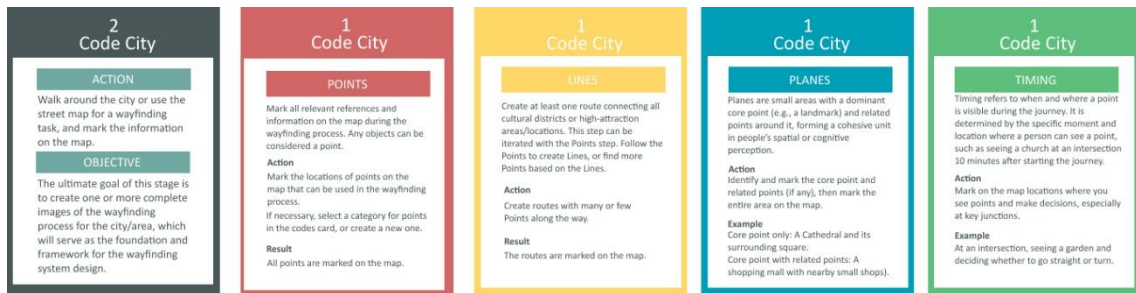 2
Code City
ACTION
Walk around the city or use the
street map for a wayfinding
task, and mark the information
on the map.
OBJECTIVE
The ultimate goal of this stage is
to create one or more complete
images of the wayfinding
process for the city/area, which
will serve as the foundation and
framework for the wayfinding
system design.
1
Code City
POINTS
Mark all relevant references and
information on the map during the
wayfinding process. Any objects can be
considered a point.
Action
Mark the locations of points on the
map that can be used in the wayfinding
process.
If necessary, select a category for points
in the codes card, or create a new one.
Result
All points are marked on the map.
1
Code City
LINES
Create at least one route connecting all
cultural districts or high-attraction
areas/locations. This step can be
iterated with the Points step. Follow the
Points to create Lines, or find more
Points based on the Lines.
Action
Create routes with many or few
Points along the way.
Result
The routes are marked on the map.
1
Code City
PLANES
Planes are small areas with a dominant
core point (e.g., a landmark) and related
points around it, forming a cohesive unit
in people's spatial or cognitive
perception.
Action
Identify and mark the core point and
related points (if any), then mark the
entire area on the map.
Example
Core point only: A Cathedral and its
surrounding square.
Core point with related points: A
shopping mall with nearby small shops).
1
Code City
TIMING
Timing refers to when and where a point
is visible during the journey. It is
determined by the specific moment and
location where a person can see a point,
such as seeing a church at an intersection
10 minutes after starting the journey.
Action
Mark on the map locations where you
see points and make decisions, especially
at key junctions.
Example
At an intersection, seeing a garden and
deciding whether to go straight or turn.